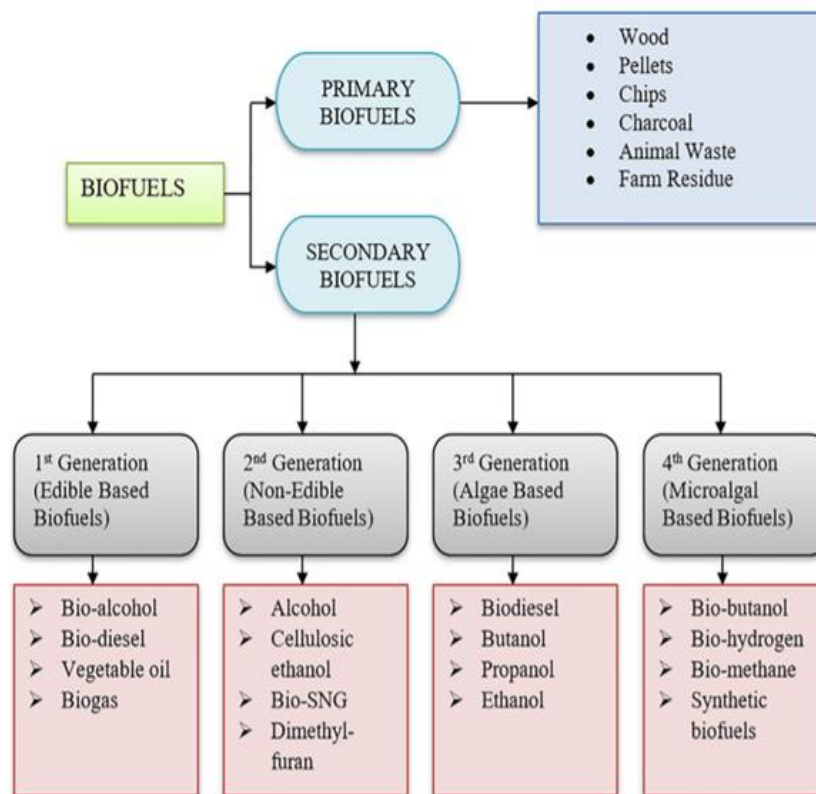 PRIMARY
BIOFUELS
• Wood
• Pellets
• Chips
• Charcoal
• Animal Waste
• Farm Residue
BIOFUELS
SECONDARY
BIOFUELS
1st Generation
(Edible Based
Biofuels)
2nd Generation
(Non-Edible
Based Biofuels)
3rd Generation
(Algae Based
Biofuels)
4th Generation
(Microalgal
Based Biofuels)
➢ Bio-alcohol
➢ Bio-diesel
➢ Vegetable oil
➢ Biogas
➢ Alcohol
➢ Cellulosic
ethanol
➢ Bio-SNG
➢ Dimethyl-
furan
➢ Biodiesel
➢ Butanol
➢ Propanol
➢ Ethanol
➢ Bio-butanol
➢ Bio-hydrogen
➢ Bio-methane
➢ Synthetic
biofuels